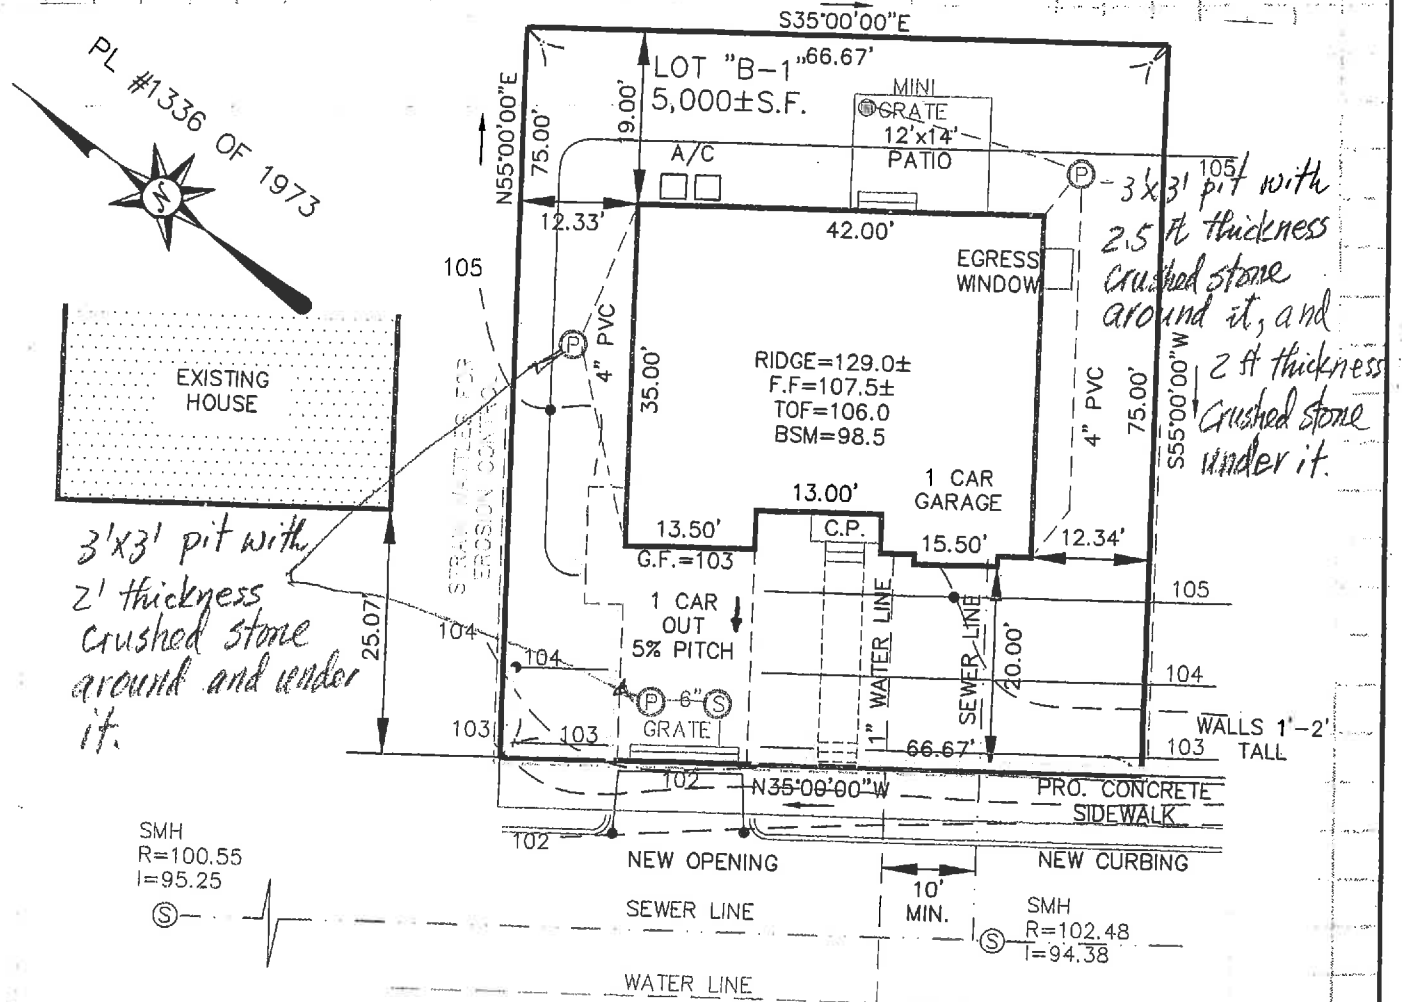 S35°00'00"E
66.67'
LOT "B-1"
5,000±S.F.
PL #1336 OF 1973
N55°00'00"E
75.00'
19.00'
MINI
GRATE
12'x14'
PATIO
A/C
105
P
3'x3' pit with
2.5 ft thickness
crushed stone
around it, and
2 ft thickness
Crushed stone
under it.
12.33'
42.00'
EGRESS
WINDOW
105
N
P
4" PVC
35.00'
RIDGE=129.0±
F.F=107.5±
TOF=106.0
BSM=98.5
4" PVC
75.00'
S55°00'00"W
EXISTING
HOUSE
EROSION CONTROL
1 CAR
GARAGE
13.00'
C.P.
13.50'
15.50'
12.34'
G.F.=103
3'x3' pit with
2' thickness
crushed stone
around and under
it.
25.07'
1 CAR
OUT
5% PITCH
1" WATER LINE
SEWER LINE
20.00'
105
104
104
104
P
6"
S
GRATE
103
103
103
WALLS 1'-2'
TALL
66.67'
102
N35°00'00"W
PRO. CONCRETE
SIDEWALK
102
NEW OPENING
NEW CURBING
SMH
R=100.55
I=95.25
S
10'
MIN.
SEWER LINE
SMH
R=102.48
I=94.38
S
WATER LINE